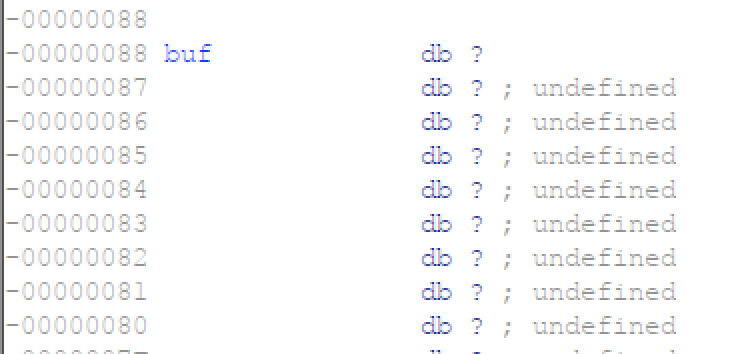 -00000088
-00000088 buf db ?
-00000087 db ? ; undefined
-00000086 db ? ; undefined
-00000085 db ? ; undefined
-00000084 db ? ; undefined
-00000083 db ? ; undefined
-00000082 db ? ; undefined
-00000081 db ? ; undefined
-00000080 db ? ; undefined